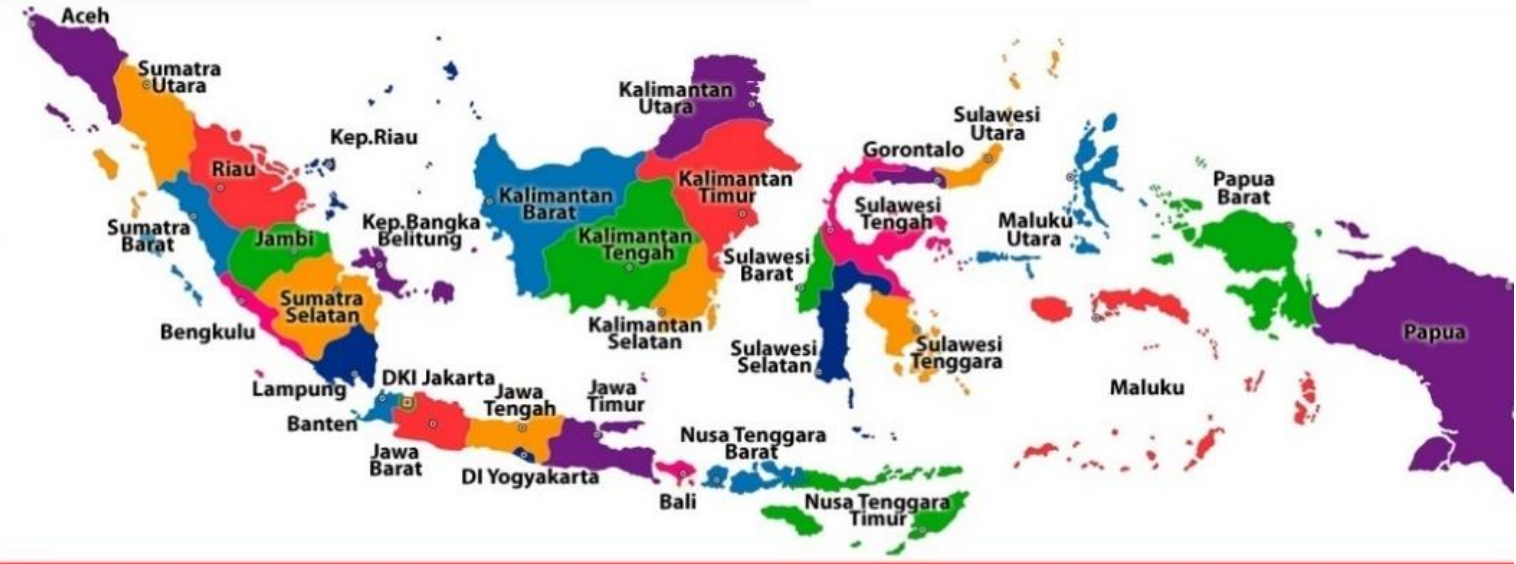 Aceh
Sumatra
Utara
Kep.Riau
Riau
Sumatra
Barat
Jambi
Kep.Bangka
Belitung
Sumatra
Selatan
Bengkulu
Lampung
DKI Jakarta
Banten
Jawa
Barat
Jawa
Tengah
DI Yogyakarta
Jawa
Timur
Bali
Nusa Tenggara
Barat
Nusa Tenggara
Timur
Kalimantan
Utara
Kalimantan
Barat
Kalimantan
Timur
Kalimantan
Tengah
Kalimantan
Selatan
Sulawesi
Utara
Gorontalo
Sulawesi
Tengah
Sulawesi
Barat
Sulawesi
Selatan
Sulawesi
Tenggara
Maluku
Utara
Maluku
Papua
Barat
Papua